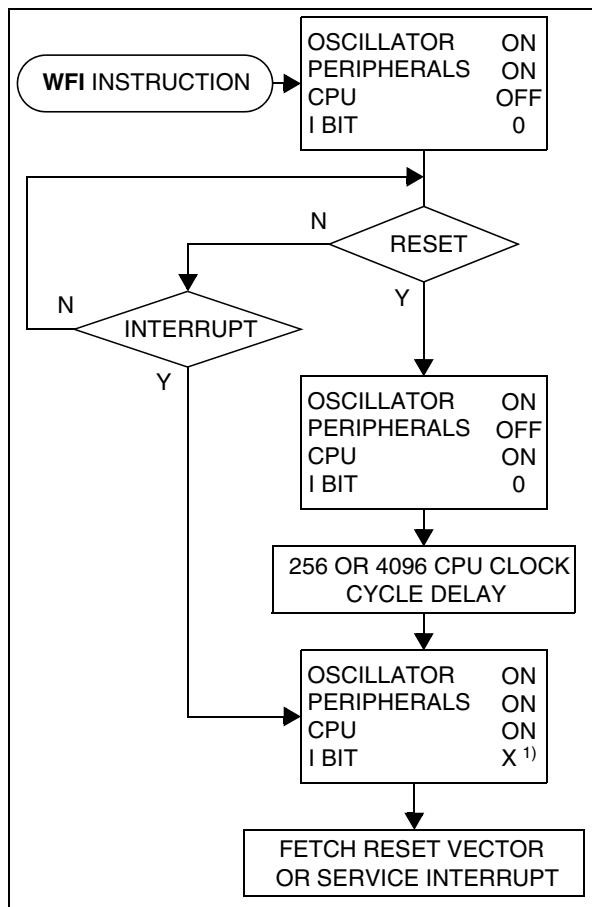 WFI INSTRUCTION
OSCILLATOR ON
PERIPHERALS ON
CPU OFF
I BIT 0
N
RESET
N
INTERRUPT
Y
Y
OSCILLATOR ON
PERIPHERALS OFF
CPU ON
I BIT 0
256 OR 4096 CPU CLOCK
CYCLE DELAY
OSCILLATOR ON
PERIPHERALS ON
CPU ON
I BIT X 1)
FETCH RESET VECTOR
OR SERVICE INTERRUPT